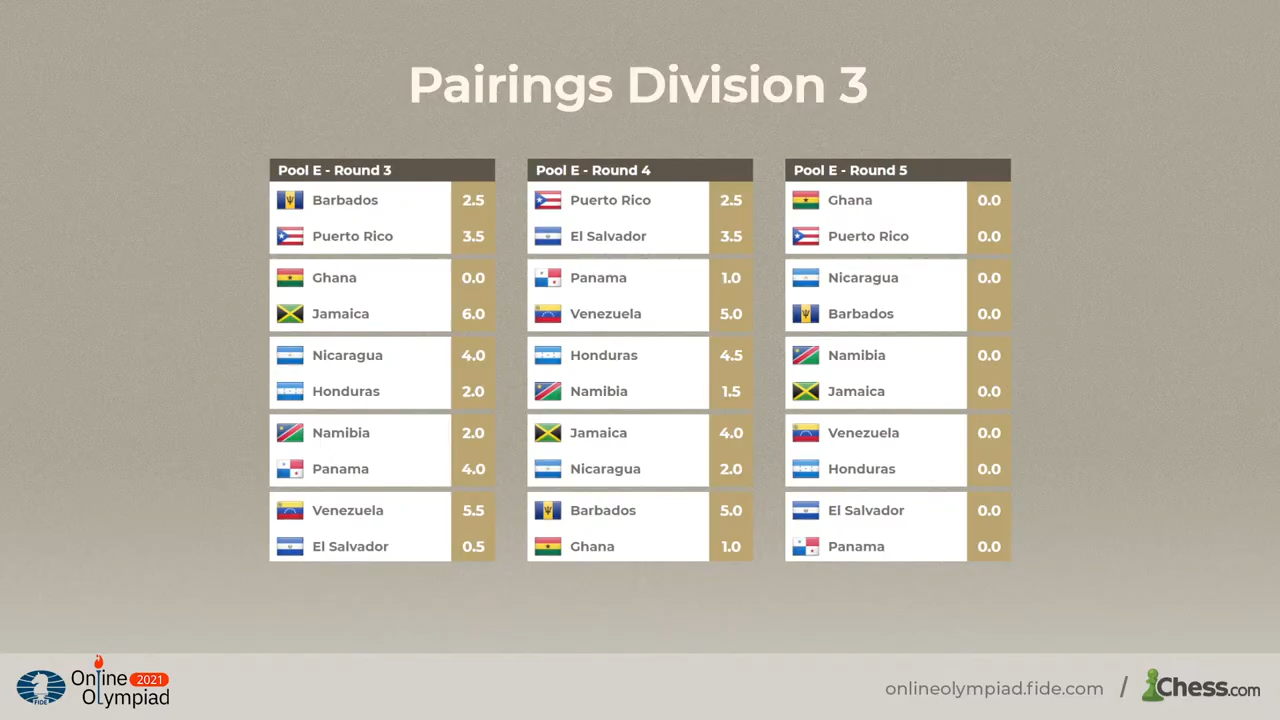 Pairings Division 3
Pool E - Round 3
Barbados 2.5
Puerto Rico 3.5
Ghana 0.0
Jamaica 6.0
Nicaragua 4.0
Honduras 2.0
Namibia 2.0
Panama 4.0
Venezuela 5.5
El Salvador 0.5
Pool E - Round 4
Puerto Rico 2.5
El Salvador 3.5
Panama 1.0
Venezuela 5.0
Honduras 4.5
Namibia 1.5
Jamaica 4.0
Nicaragua 2.0
Barbados 5.0
Ghana 1.0
Pool E - Round 5
Ghana 0.0
Puerto Rico 0.0
Nicaragua 0.0
Barbados 0.0
Namibia 0.0
Jamaica 0.0
Venezuela 0.0
Honduras 0.0
El Salvador 0.0
Panama 0.0
FIDE
Online 2021
Olympiad
onlineolympiad.fide.com / Chess.com